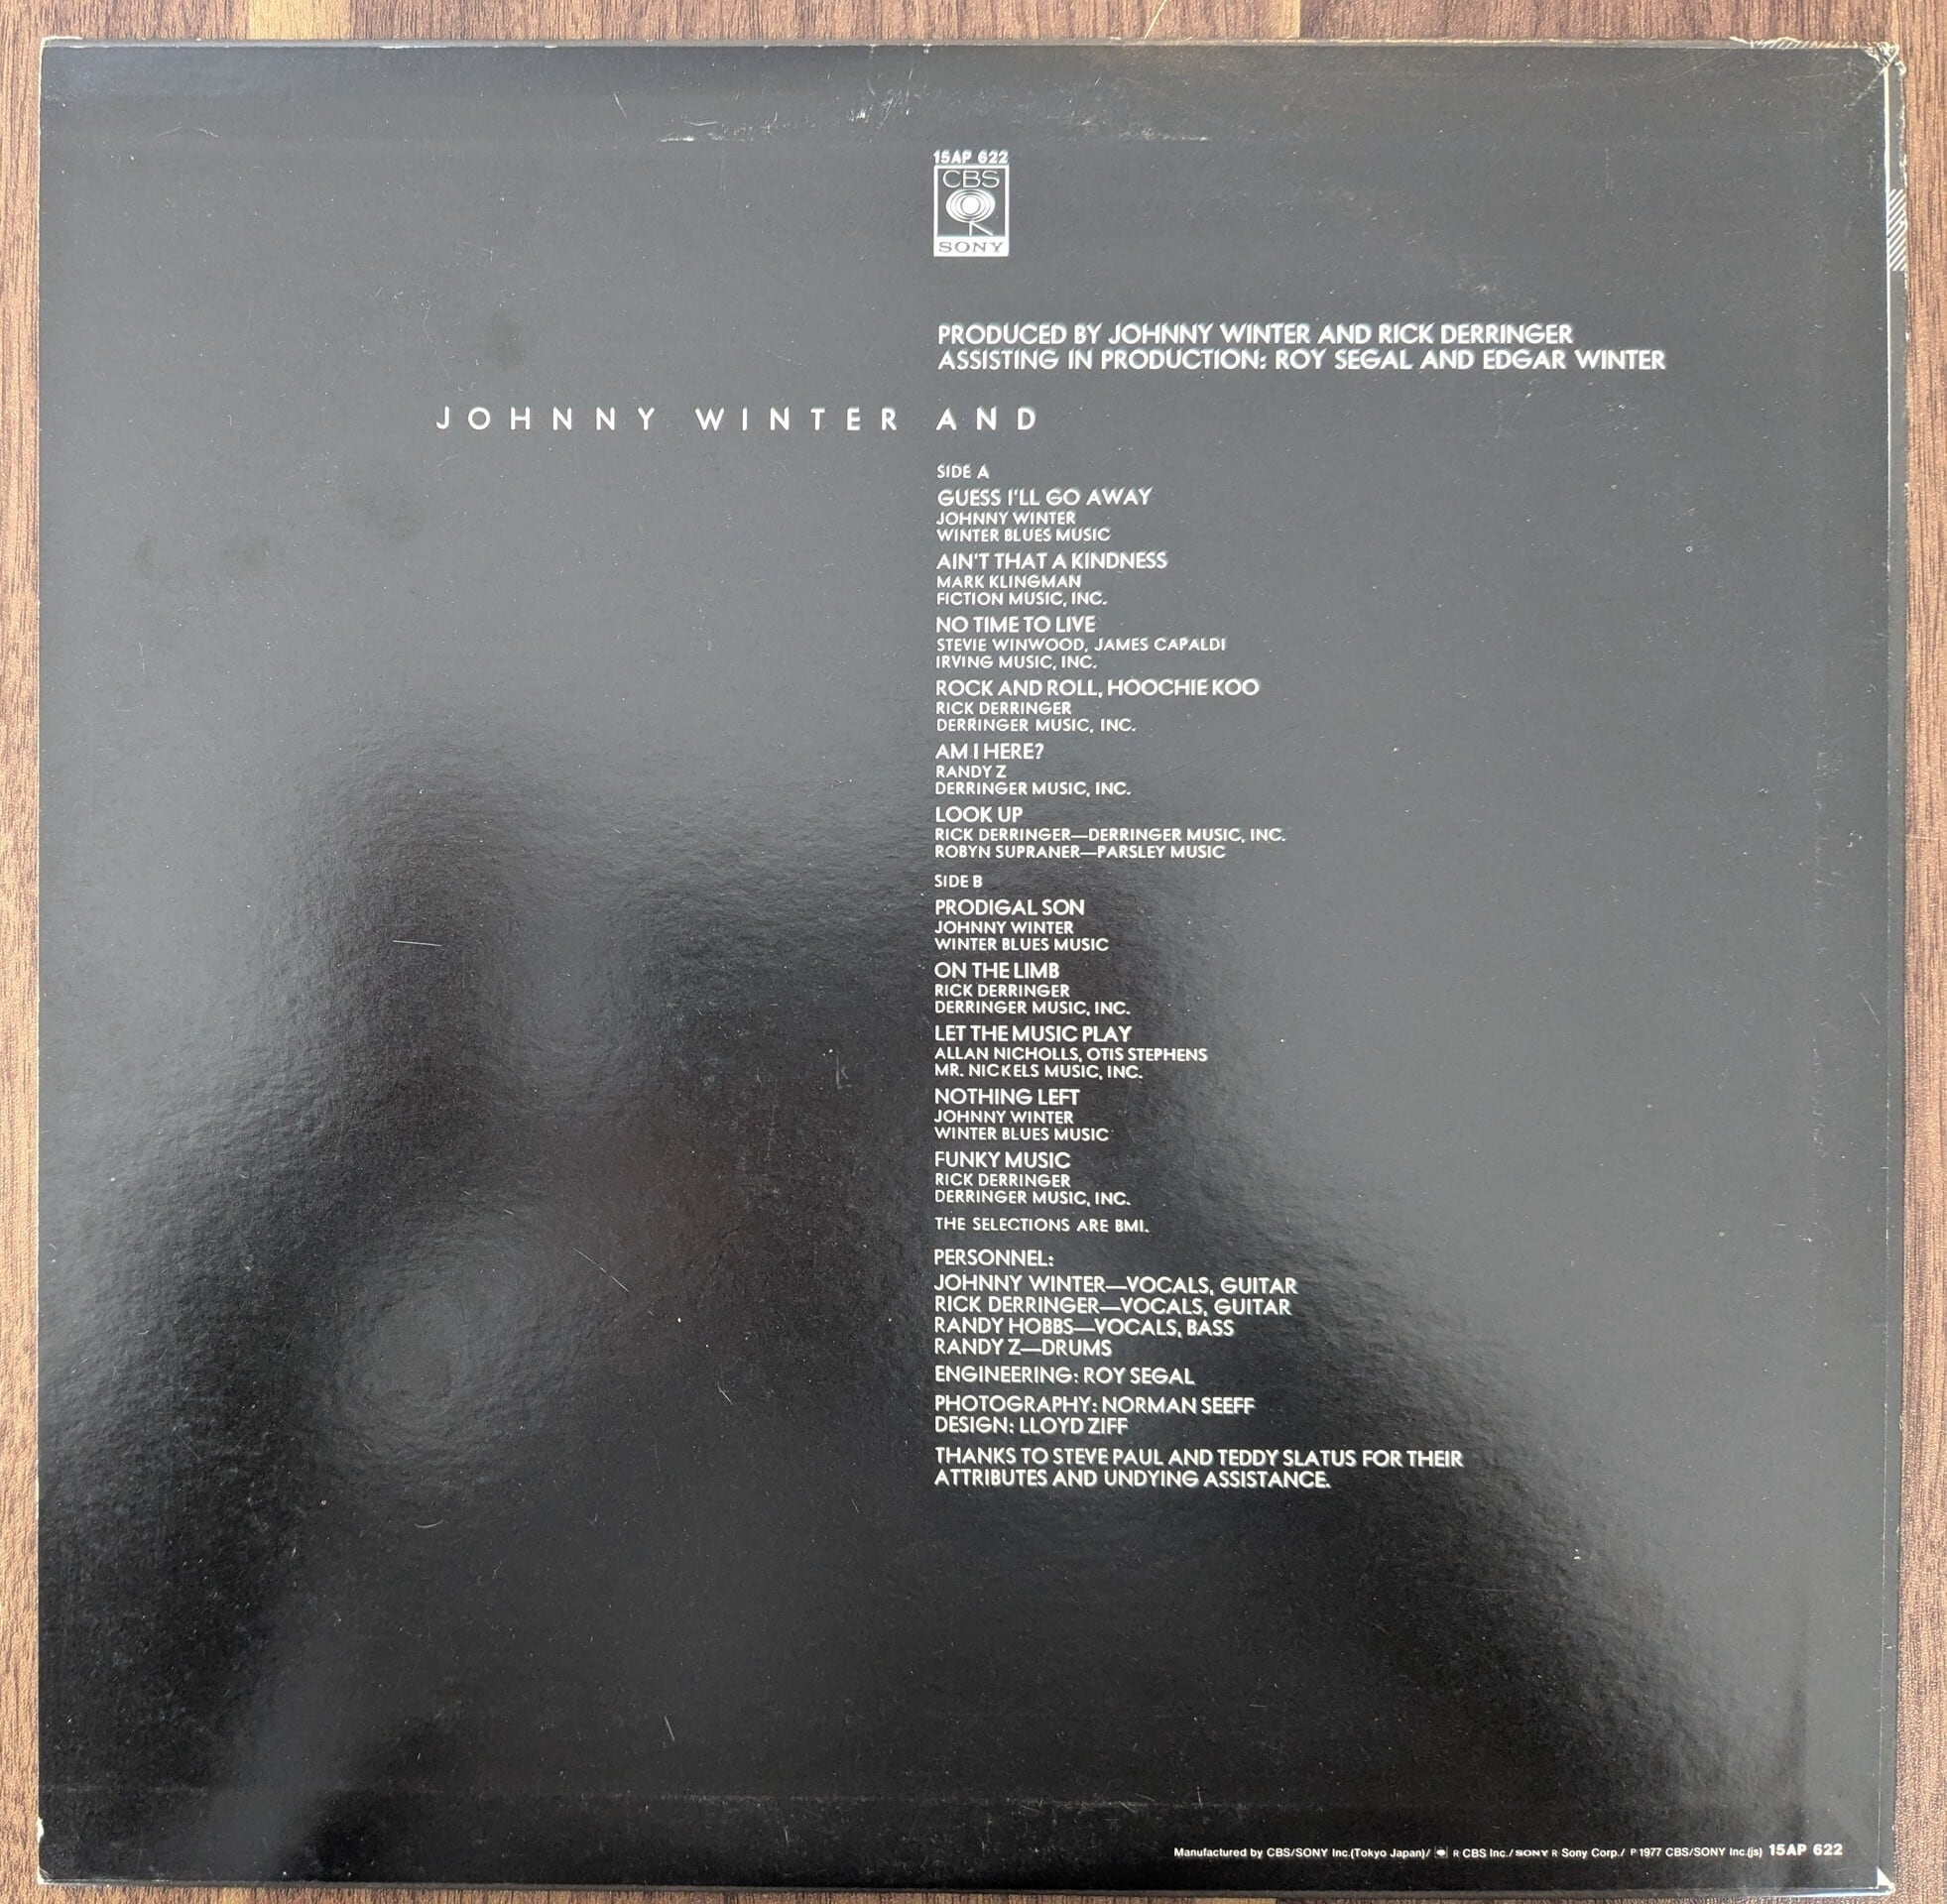 15AP 622
CBS
SONY
PRODUCED BY JOHNNY WINTER AND RICK DERRINGER
ASSISTING IN PRODUCTION: ROY SEGAL AND EDGAR WINTER
JOHNNY WINTER AND
SIDE A
GUESS I'LL GO AWAY
JOHNNY WINTER
WINTER BLUES MUSIC
AIN'T THAT A KINDNESS
MARK KLINGMAN
FICTION MUSIC, INC.
NO TIME TO LIVE
STEVIE WINWOOD, JAMES CAPALDI
IRVING MUSIC, INC.
ROCK AND ROLL, HOOCHIE KOO
RICK DERRINGER
DERRINGER MUSIC, INC.
AM I HERE?
RANDY Z
DERRINGER MUSIC, INC.
LOOK UP
RICK DERRINGER—DERRINGER MUSIC, INC.
ROBYN SUPRANER—PARSLEY MUSIC
SIDE B
PRODIGAL SON
JOHNNY WINTER
WINTER BLUES MUSIC
ON THE LIMB
RICK DERRINGER
DERRINGER MUSIC, INC.
LET THE MUSIC PLAY
ALLAN NICHOLLS, OTIS STEPHENS
MR. NICKELS MUSIC, INC.
NOTHING LEFT
JOHNNY WINTER
WINTER BLUES MUSIC
FUNKY MUSIC
RICK DERRINGER
DERRINGER MUSIC, INC.
THE SELECTIONS ARE BMI.
PERSONNEL:
JOHNNY WINTER—VOCALS, GUITAR
RICK DERRINGER—VOCALS, GUITAR
RANDY HOBBS—VOCALS, BASS
RANDY Z—DRUMS
ENGINEERING: ROY SEGAL
PHOTOGRAPHY: NORMAN SEEFF
DESIGN: LLOYD ZIFF
THANKS TO STEVE PAUL AND TEDDY SLATUS FOR THEIR
ATTRIBUTES AND UNDYING ASSISTANCE.
Manufactured by CBS/SONY Inc.(Tokyo Japan)/ R CBS Inc./SONY R Sony Corp./ P 1977 CBS/SONY Inc.(js) 15AP 622